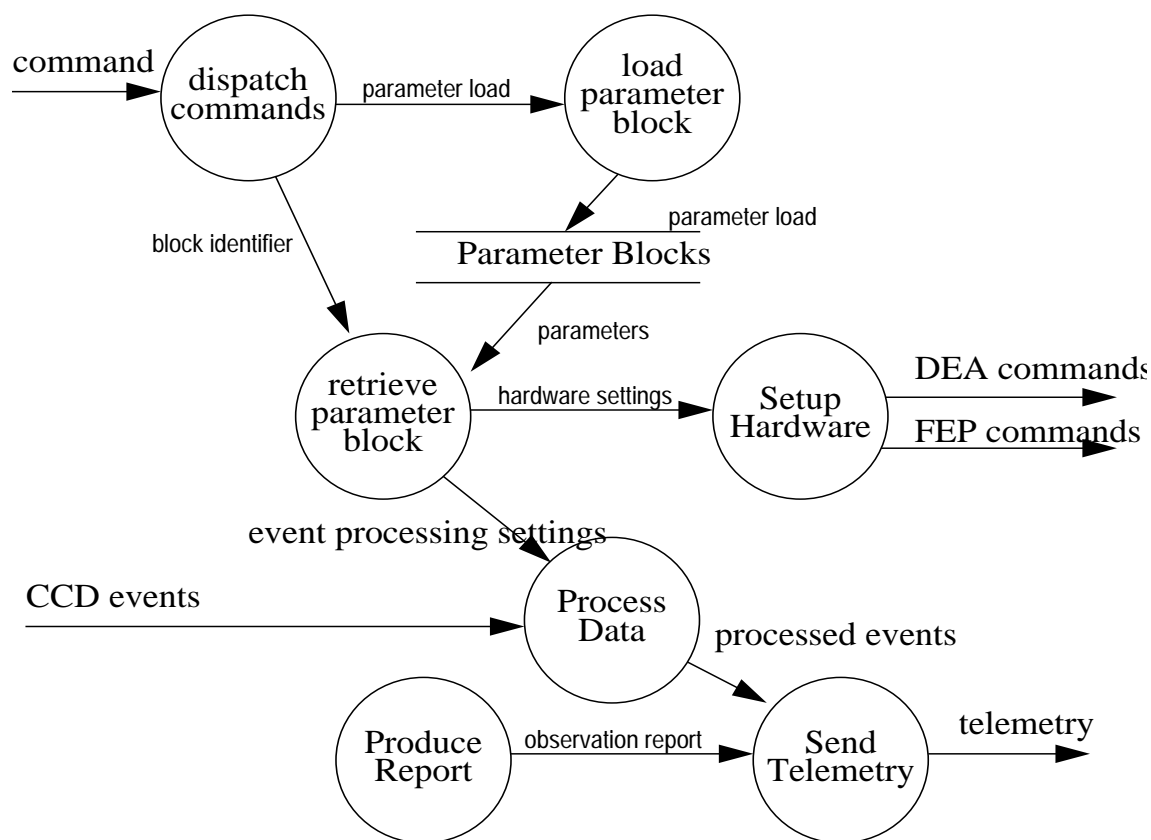 command
dispatch
commands
parameter load
load
parameter
block
block identifier
parameter load
Parameter Blocks
parameters
retrieve
parameter
block
hardware settings
Setup
Hardware
DEA commands
FEP commands
event processing settings
CCD events
Process
Data
processed events
Produce
Report
observation report
Send
Telemetry
telemetry